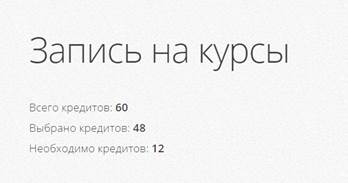 Запись на курсы
Всего кредитов: 60
Выбрано кредитов: 48
Необходимо кредитов: 12